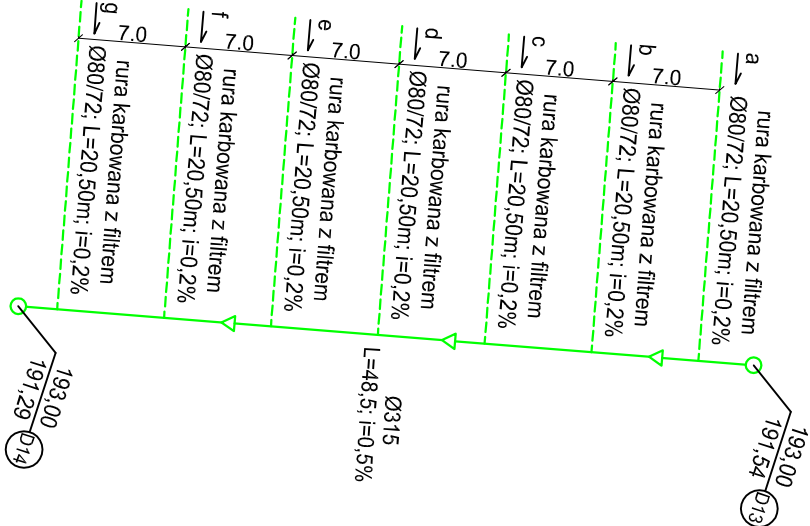 a
rura karbowana z filtrem
Ø80/72; L=20,50m; i=0,2%
7.0
b
rura karbowana z filtrem
Ø80/72; L=20,50m; i=0,2%
7.0
c
rura karbowana z filtrem
Ø80/72; L=20,50m; i=0,2%
7.0
d
rura karbowana z filtrem
Ø80/72; L=20,50m; i=0,2%
7.0
e
rura karbowana z filtrem
Ø80/72; L=20,50m; i=0,2%
7.0
f
rura karbowana z filtrem
Ø80/72; L=20,50m; i=0,2%
7.0
g
rura karbowana z filtrem
Ø80/72; L=20,50m; i=0,2%
Ø315
L=48,5; i=0,5%
193,00
191,54 D13
193,00
191,29 D14